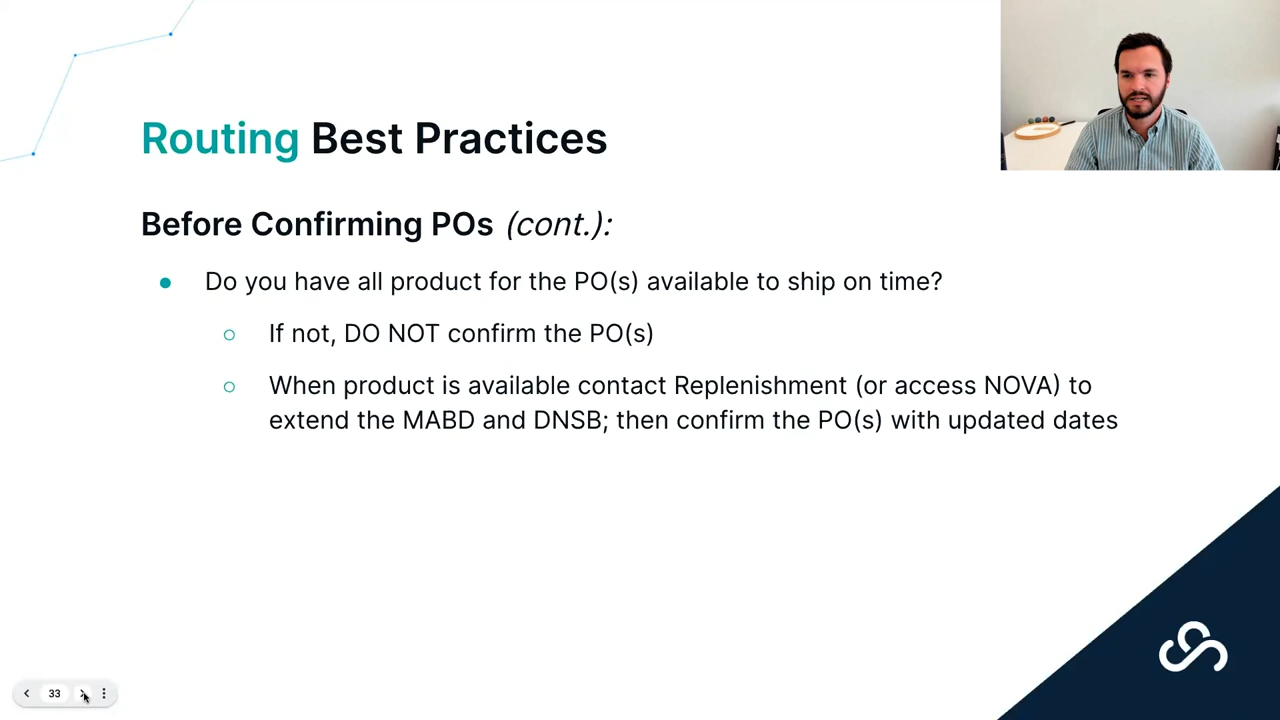 Routing Best Practices
Before Confirming POs (cont.):
Do you have all product for the PO(s) available to ship on time?
If not, DO NOT confirm the PO(s)
When product is available contact Replenishment (or access NOVA) to
extend the MABD and DNSB; then confirm the PO(s) with updated dates
33